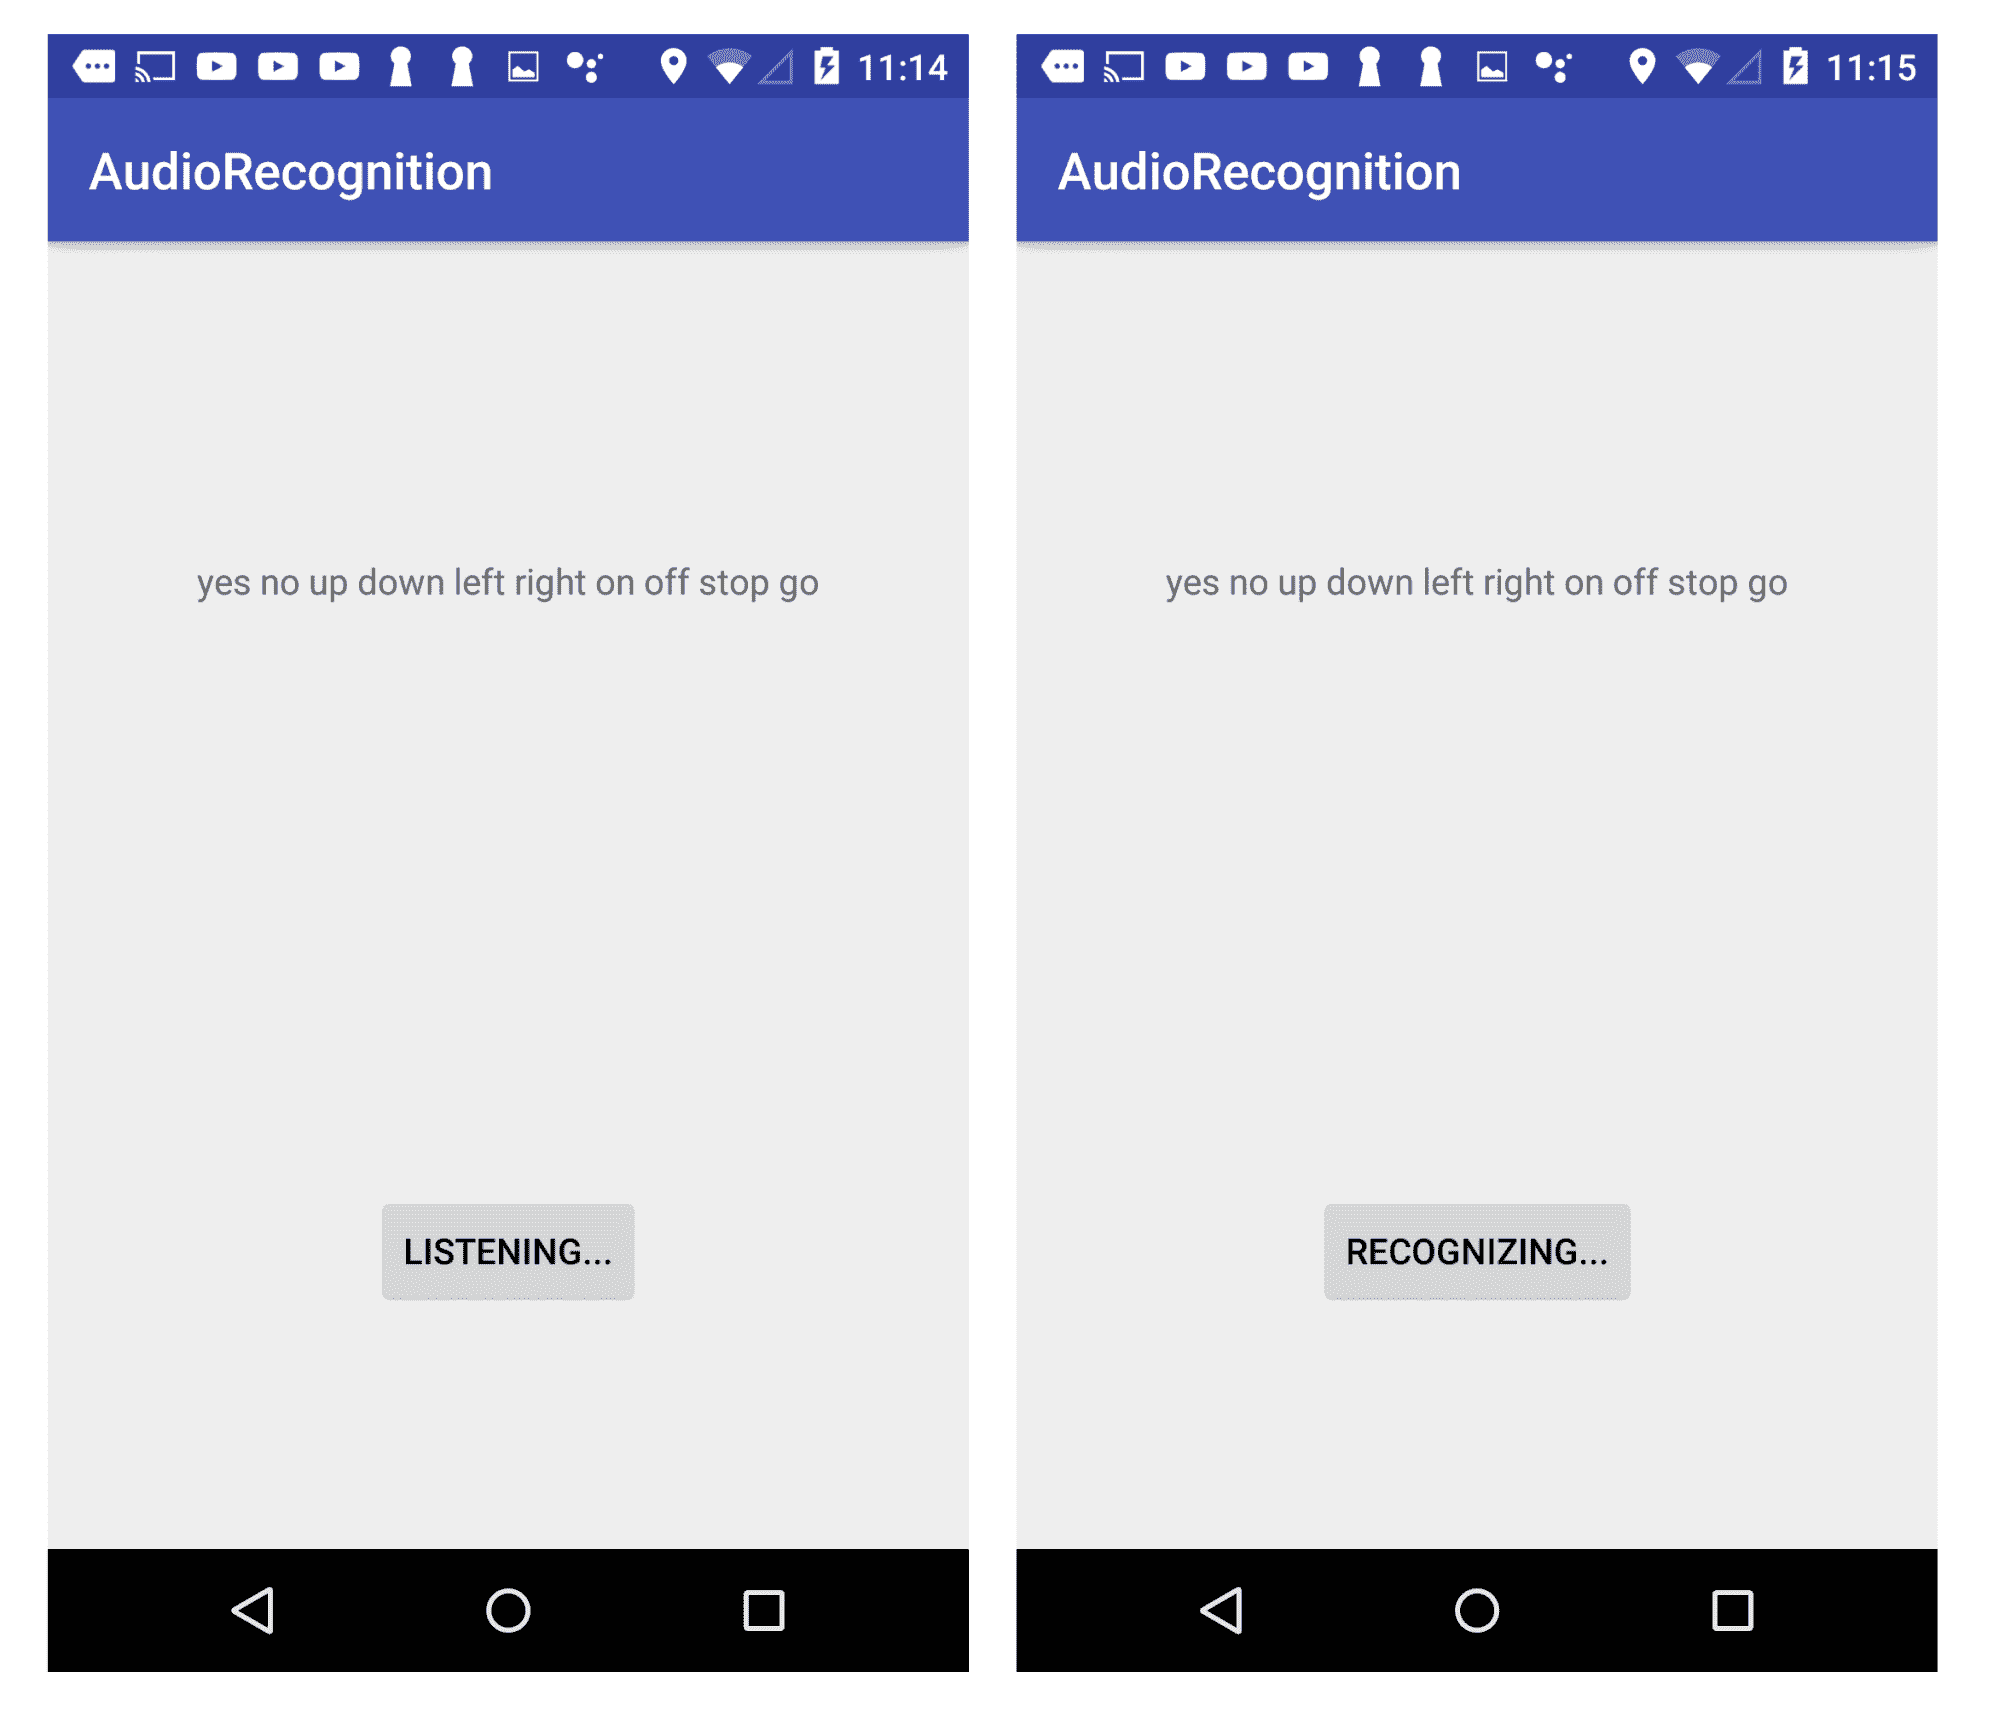 11:14
AudioRecognition
yes no up down left right on off stop go
LISTENING...
11:15
AudioRecognition
yes no up down left right on off stop go
RECOGNIZING...